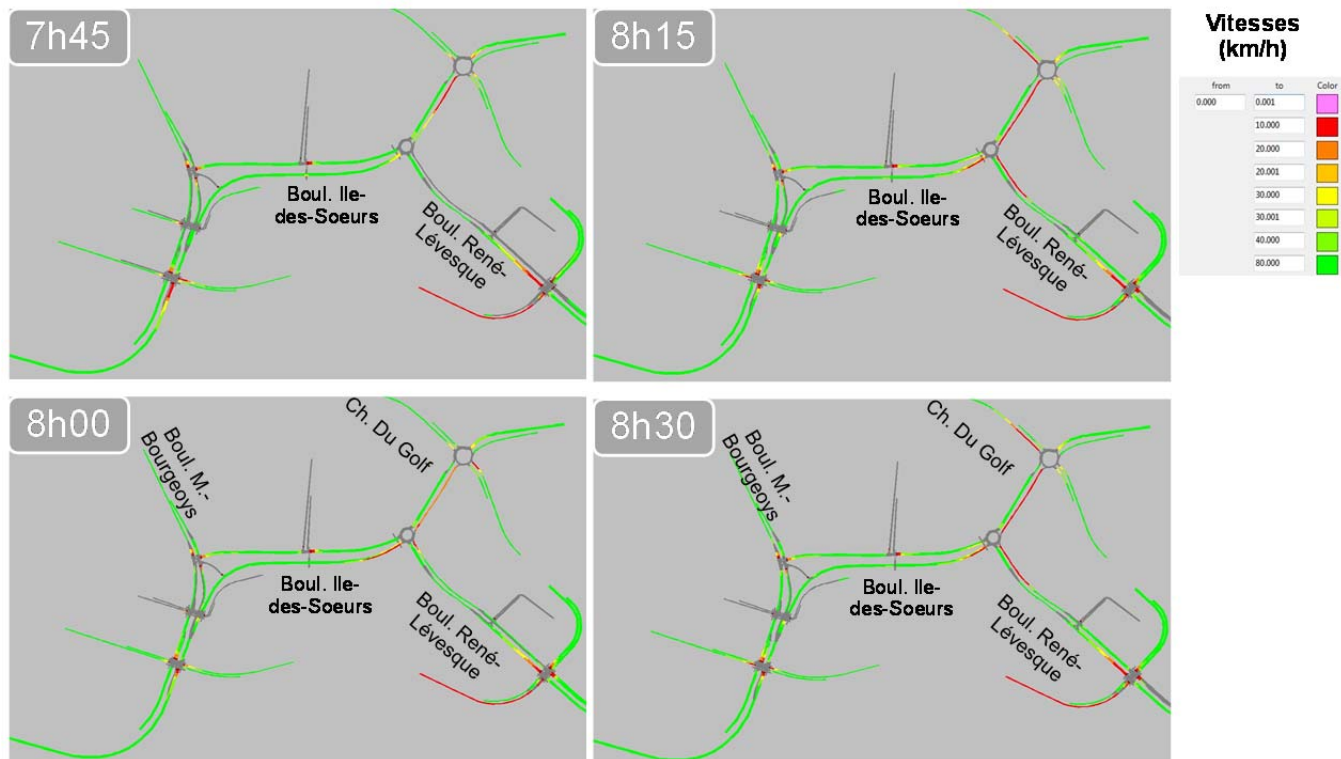 7h45
Boul. Ile-
des-Soeurs
Boul. René-
Lévesque
8h15
Boul. Ile-
des-Soeurs
Boul. René-
Lévesque
Vitesses
(km/h)
from to Color
0.000 0.001
10.000
20.000
20.001
30.000
30.001
40.000
80.000
8h00
Boul. M.-
Bourgeoys
Ch. Du Golf
Boul. Ile-
des-Soeurs
Boul. René-
Lévesque
8h30
Boul. M.-
Bourgeoys
Ch. Du Golf
Boul. Ile-
des-Soeurs
Boul. René-
Lévesque